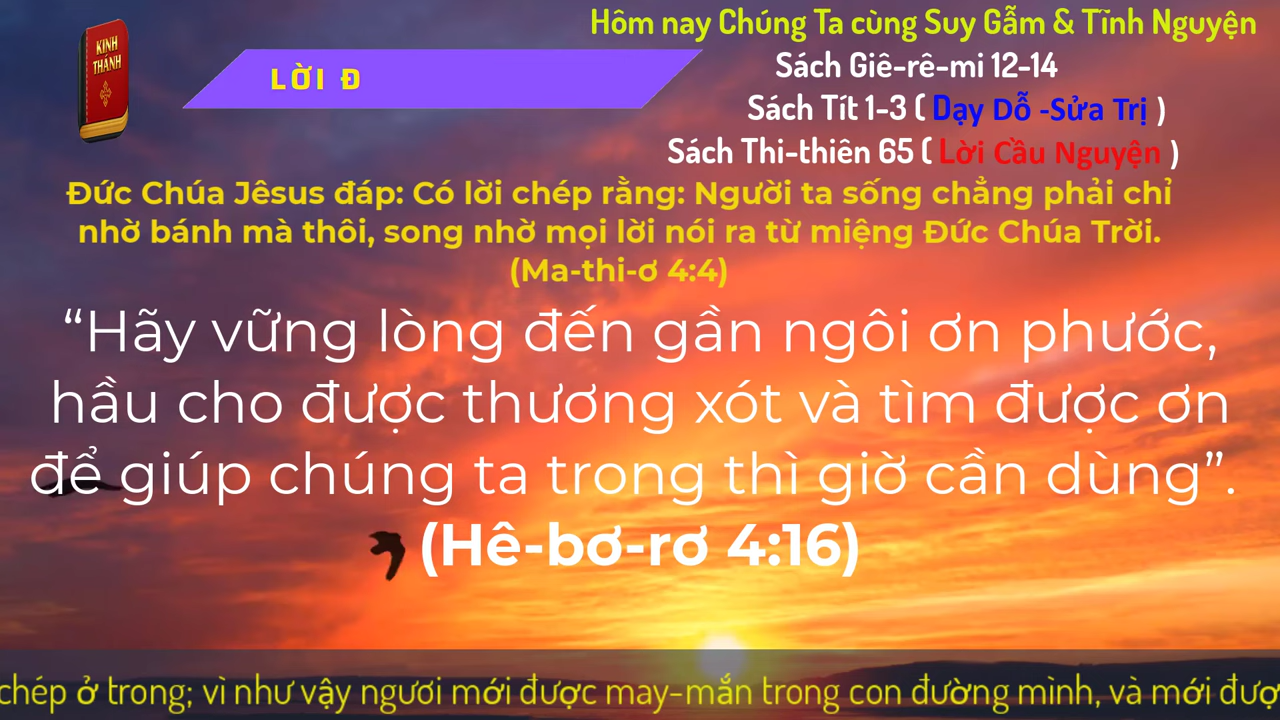 KINH
THÁNH
LỜI Đ
Hôm nay Chúng Ta cùng Suy Gẫm & Tĩnh Nguyện
Sách Giê-rê-mi 12-14
Sách Tít 1-3 ( Dạy Dỗ -Sửa Trị )
Sách Thi-thiên 65 ( Lời Cầu Nguyện )
Đức Chúa Jêsus đáp: Có lời chép rằng: Người ta sống chẳng phải chỉ
nhờ bánh mà thôi, song nhờ mọi lời nói ra từ miệng Đức Chúa Trời.
(Ma-thi-ơ 4:4)
“Hãy vững lòng đến gần ngôi ơn phước,
hầu cho được thương xót và tìm được ơn
để giúp chúng ta trong thì giờ cần dùng”.
(Hê-bơ-rơ 4:16)
chép ở trong; vì như vậy ngươi mới được may-mắn trong con đường mình, và mới đượ